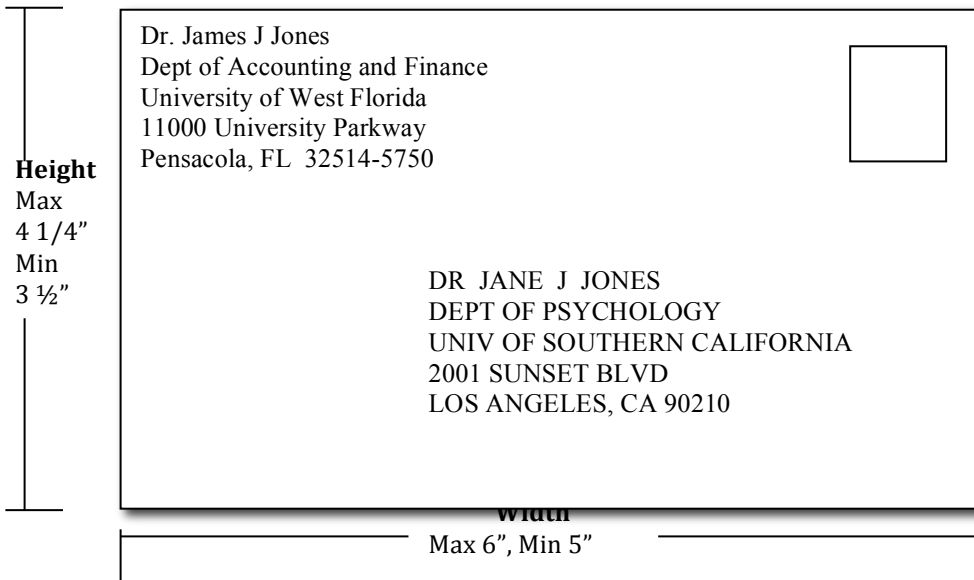 Dr. James J Jones
Dept of Accounting and Finance
University of West Florida
11000 University Parkway
Pensacola, FL  32514-5750
Height
Max
4 1/4”
Min
3 ½”
DR  JANE  J  JONES
DEPT OF PSYCHOLOGY
UNIV OF SOUTHERN CALIFORNIA
2001 SUNSET BLVD
LOS ANGELES, CA 90210
Width
Max 6”, Min 5”